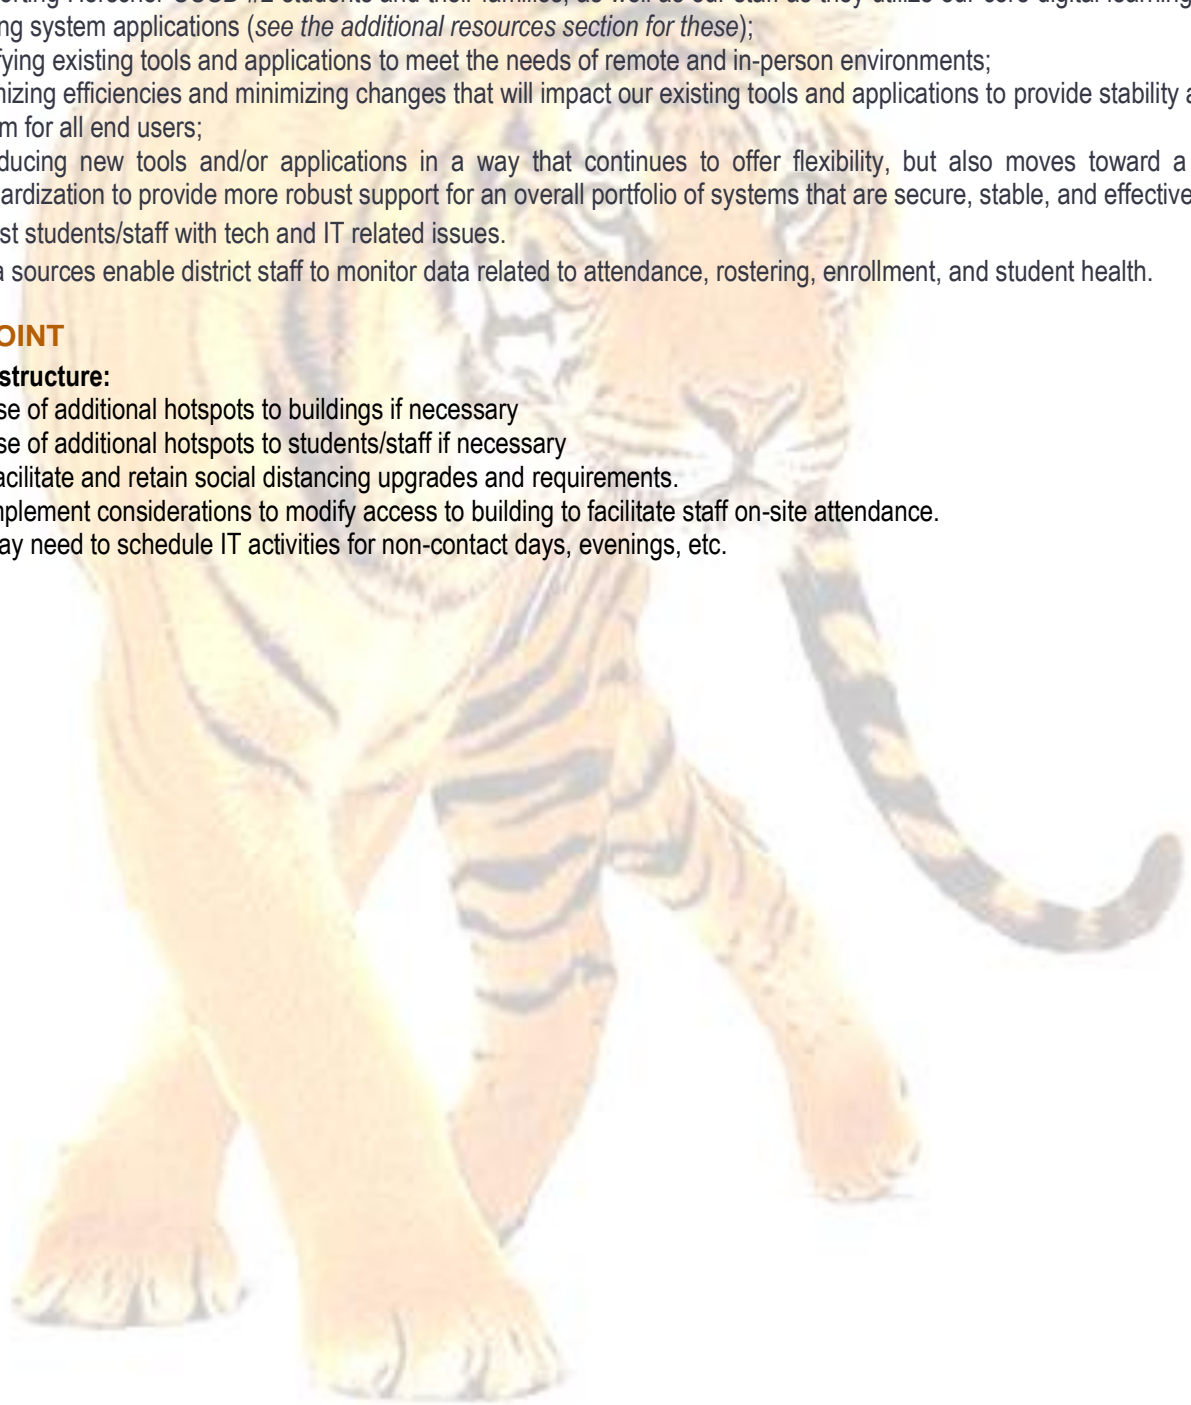 orting Herscher CUSD #2 students and their families, as well as our staff as they utilize our core digital learning
ng system applications (see the additional resources section for these);
fying existing tools and applications to meet the needs of remote and in-person environments;
nizing efficiencies and minimizing changes that will impact our existing tools and applications to provide stability a
m for all end users;
ducing new tools and/or applications in a way that continues to offer flexibility, but also moves toward a
ardization to provide more robust support for an overall portfolio of systems that are secure, stable, and effective
st students/staff with tech and IT related issues.
a sources enable district staff to monitor data related to attendance, rostering, enrollment, and student health.
OINT
structure:
se of additional hotspots to buildings if necessary
se of additional hotspots to students/staff if necessary
acilitate and retain social distancing upgrades and requirements.
nplement considerations to modify access to building to facilitate staff on-site attendance.
ay need to schedule IT activities for non-contact days, evenings, etc.